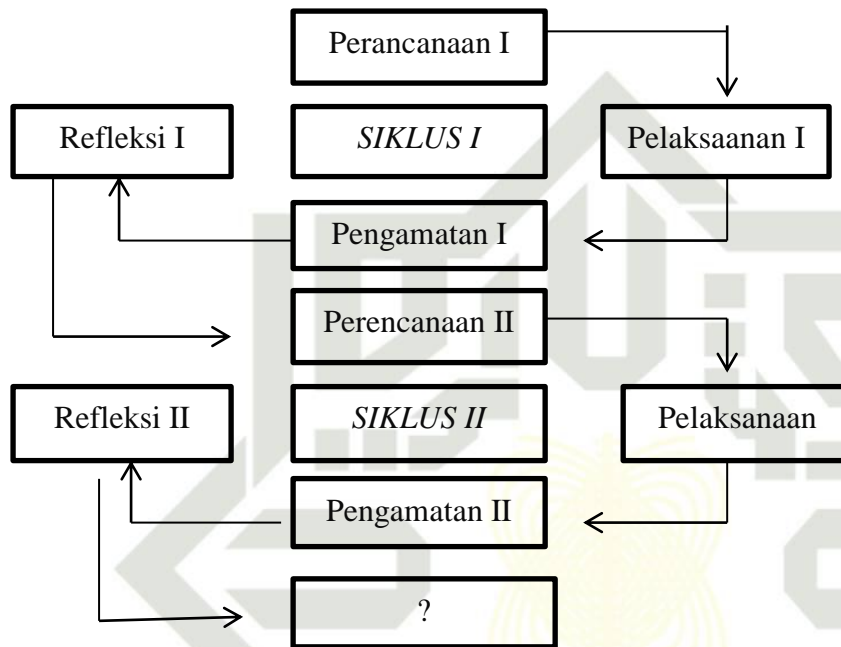 Perancanaan I
Refleksi I
SIKLUS I
Pelaksaanan I
Pengamatan I
Perencanaan II
Refleksi II
SIKLUS II
Pelaksanaan
Pengamatan II
?